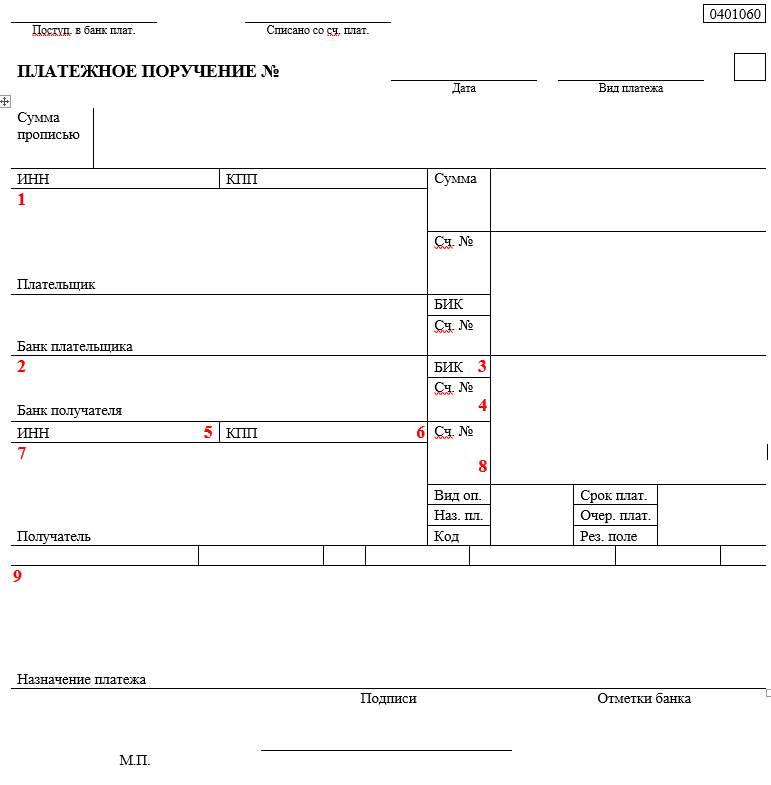 0401060
Поступ. в банк плат. Списано со сч. плат.
ПЛАТЕЖНОЕ ПОРУЧЕНИЕ №
Дата Вид платежа
Сумма
прописью
ИНН КПП Сумма
1
Сч. №
Плательщик
БИК
Сч. №
Банк плательщика
2 БИК 3
Сч. №
4
Банк получателя
ИНН 5 КПП 6 Сч. №
7
8
Вид оп. Срок плат.
Наз. пл. Очер. плат.
Получатель Код Рез. поле
9
Назначение платежа
Подписи Отметки банка
М.П.